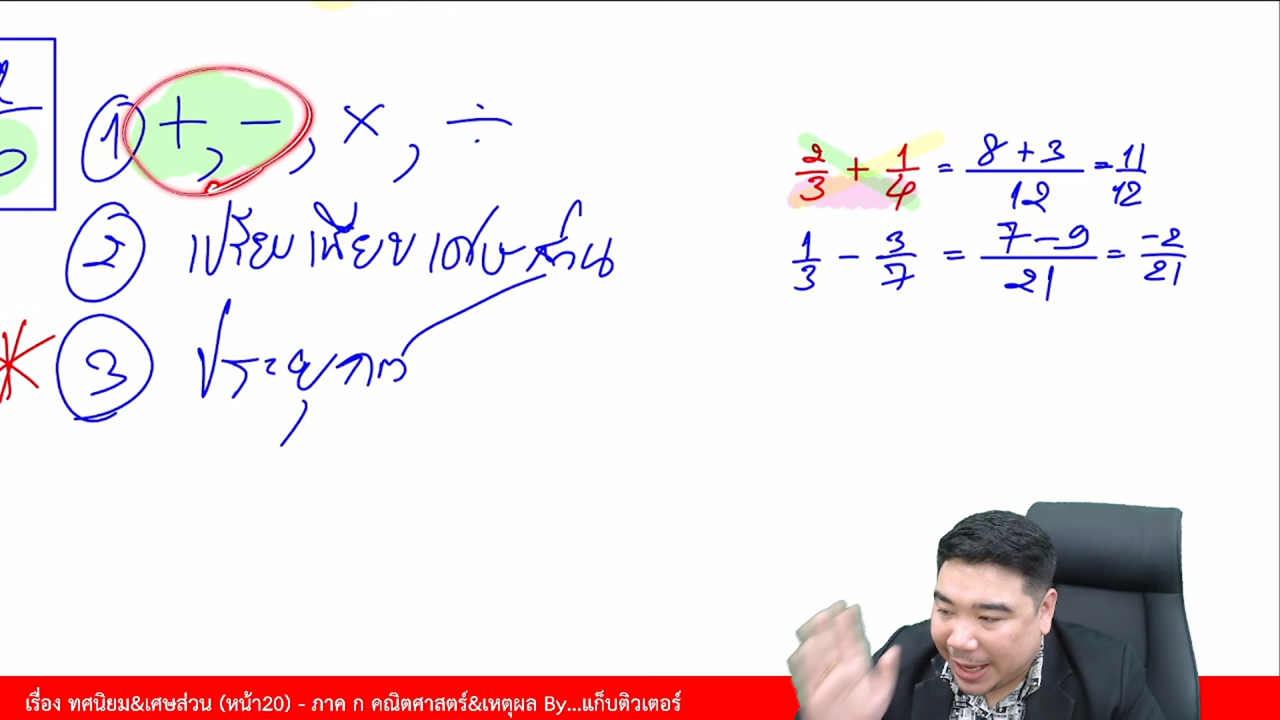 ① +, -, ×, ÷
② เปรียบเทียบเศษส่วน
③ ประยุกต์
2/3 + 1/4 = 8+3/12 = 11/12
1/3 - 3/7 = 7-9/21 = -2/21
เรื่อง ทศนิยม&เศษส่วน (หน้า20) - ภาค ก คณิตศาสตร์&เหตุผล By...แก็บติวเตอร์